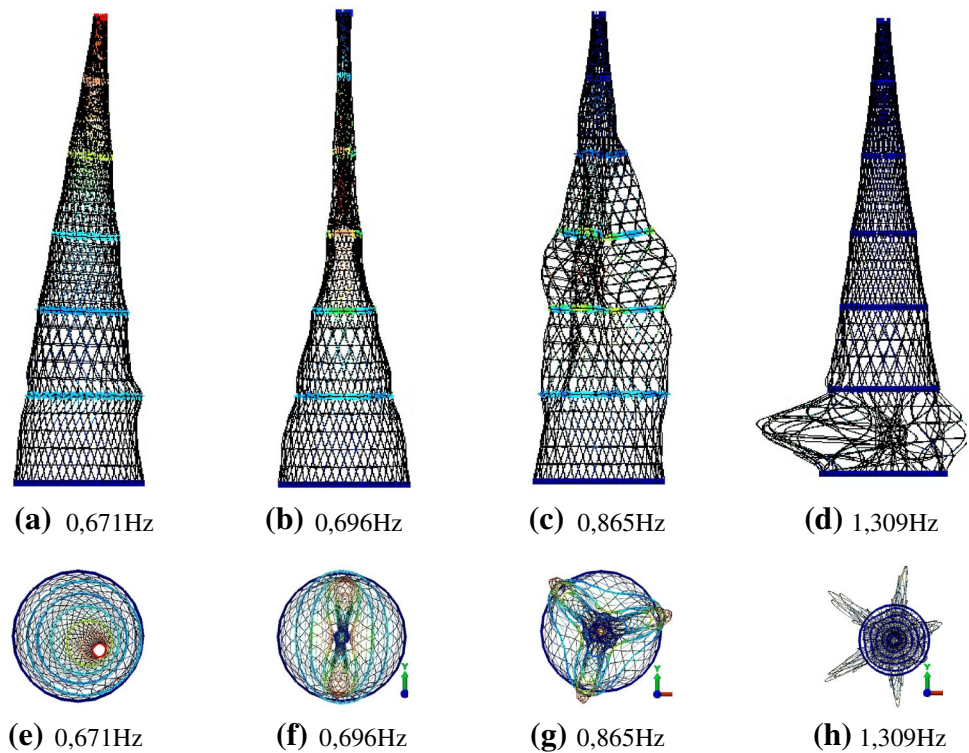 (a) 0,671Hz
(b) 0,696Hz
(c) 0,865Hz
(d) 1,309Hz
Y
Y
Y
(e) 0,671Hz
(f) 0,696Hz
(g) 0,865Hz
(h) 1,309Hz